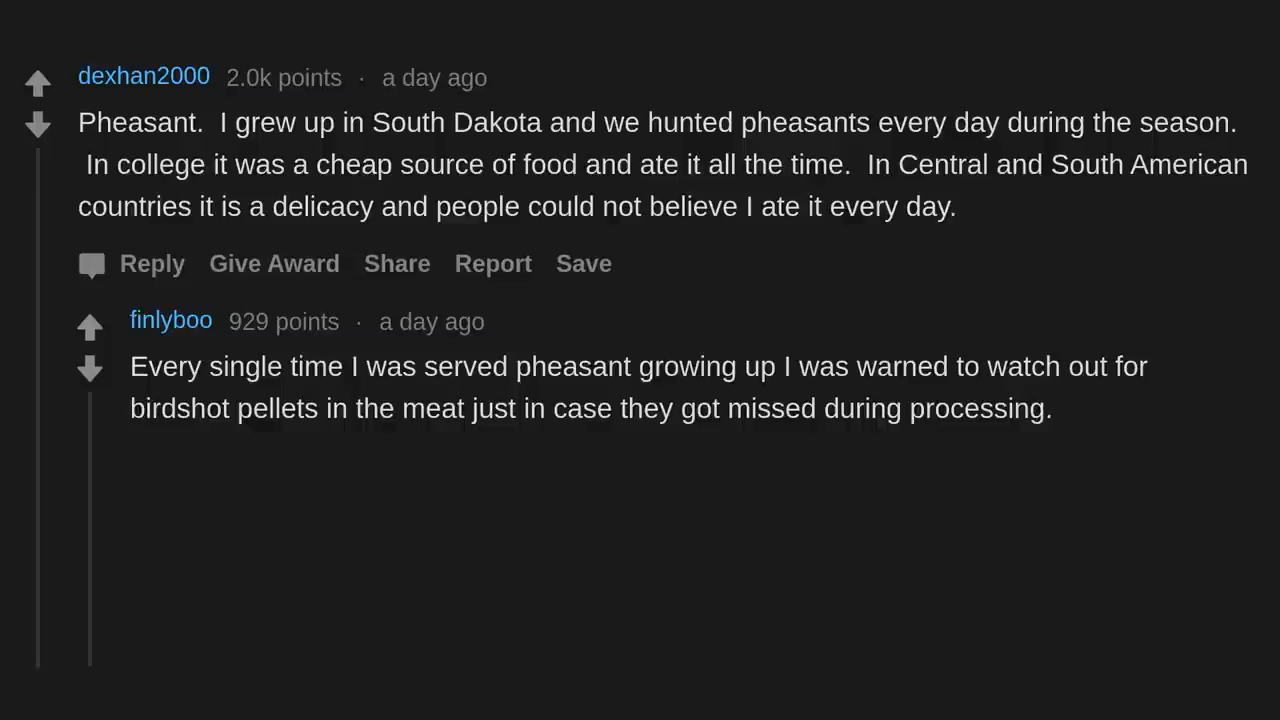 dexhan2000 2.0k points · a day ago
Pheasant.  I grew up in South Dakota and we hunted pheasants every day during the season.
In college it was a cheap source of food and ate it all the time.  In Central and South American
countries it is a delicacy and people could not believe I ate it every day.
Reply Give Award Share Report Save
finlyboo 929 points · a day ago
Every single time I was served pheasant growing up I was warned to watch out for
birdshot pellets in the meat just in case they got missed during processing.